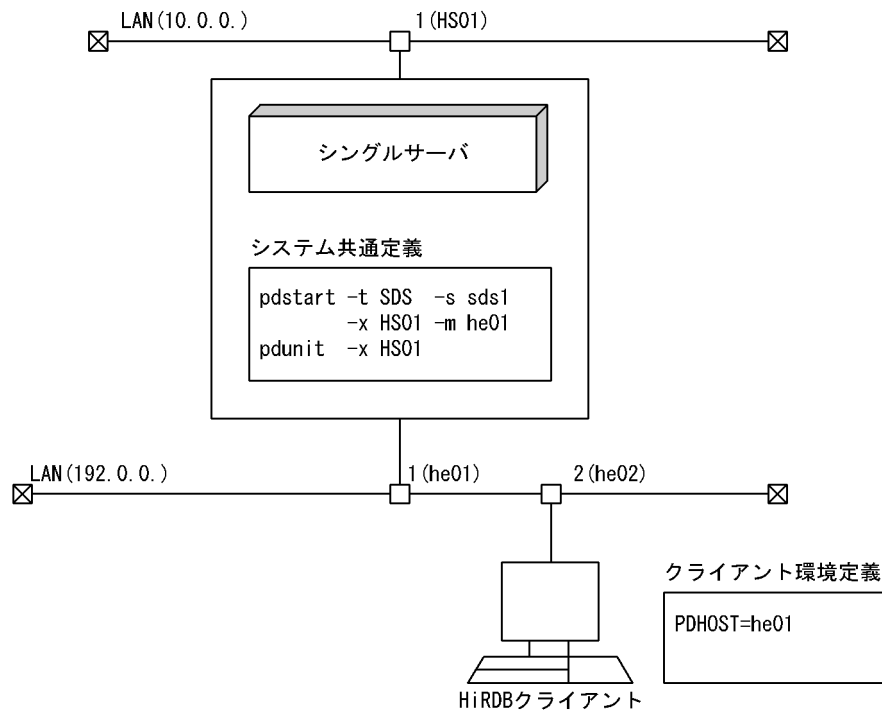 LAN(10.0.0.)
1(HS01)
シングルサーバ
システム共通定義
pdstart -t SDS -s sds1
-x HS01 -m he01
pdunit -x HS01
LAN(192.0.0.)
1(he01)
2(he02)
クライアント環境定義
PDHOST=he01
HiRDBクライアント